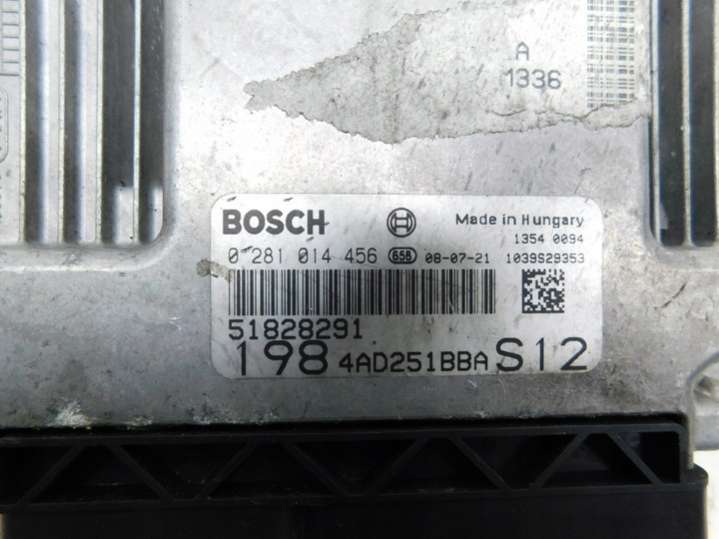 A
1336
BOSCH
Made in Hungary
1354 0094
0 281 014 456 658 08-07-21 1039S29353
51828291
198 4AD251BBA S12